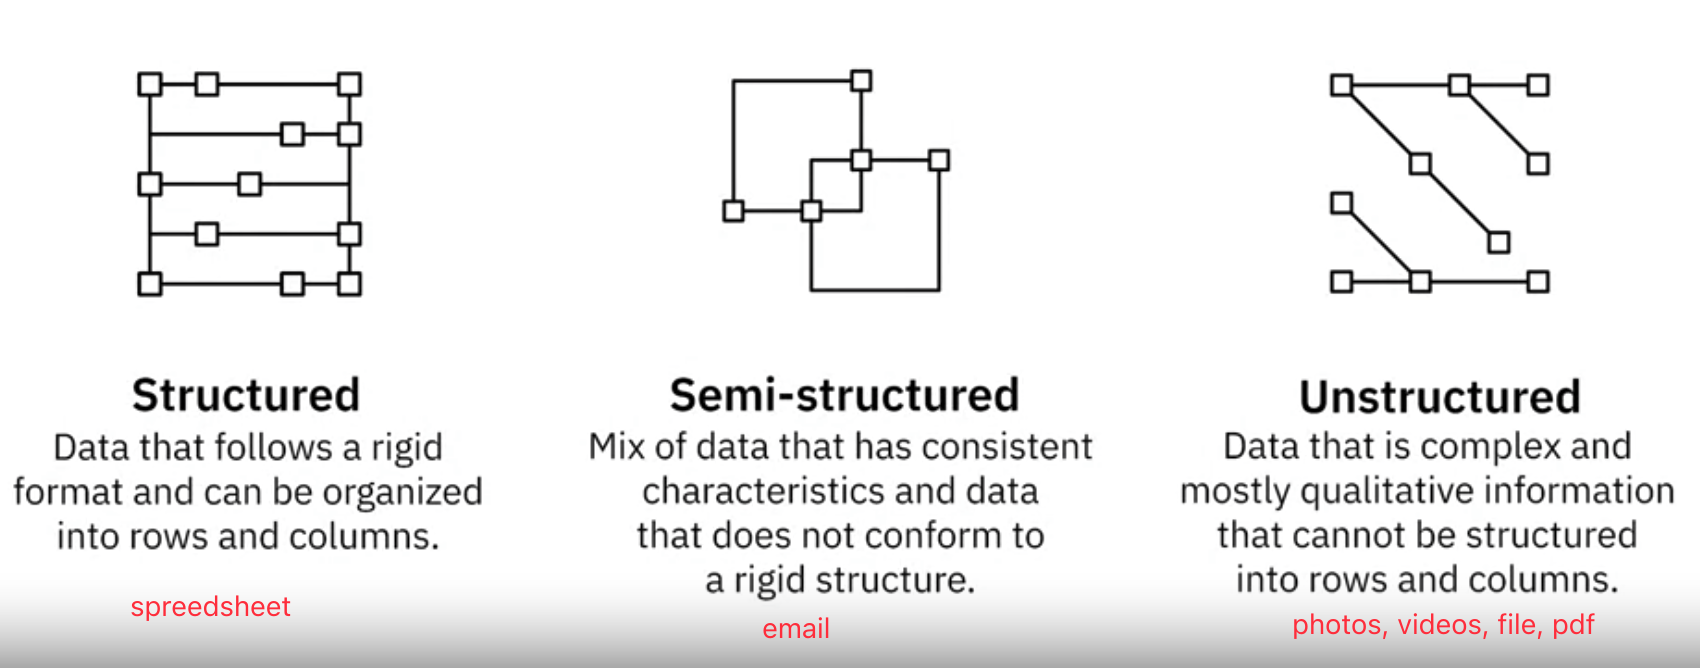 Structured
Data that follows a rigid
format and can be organized
into rows and columns.
spreedsheet
Semi-structured
Mix of data that has consistent
characteristics and data
that does not conform to
a rigid structure.
email
Unstructured
Data that is complex and
mostly qualitative information
that cannot be structured
into rows and columns.
photos, videos, file, pdf